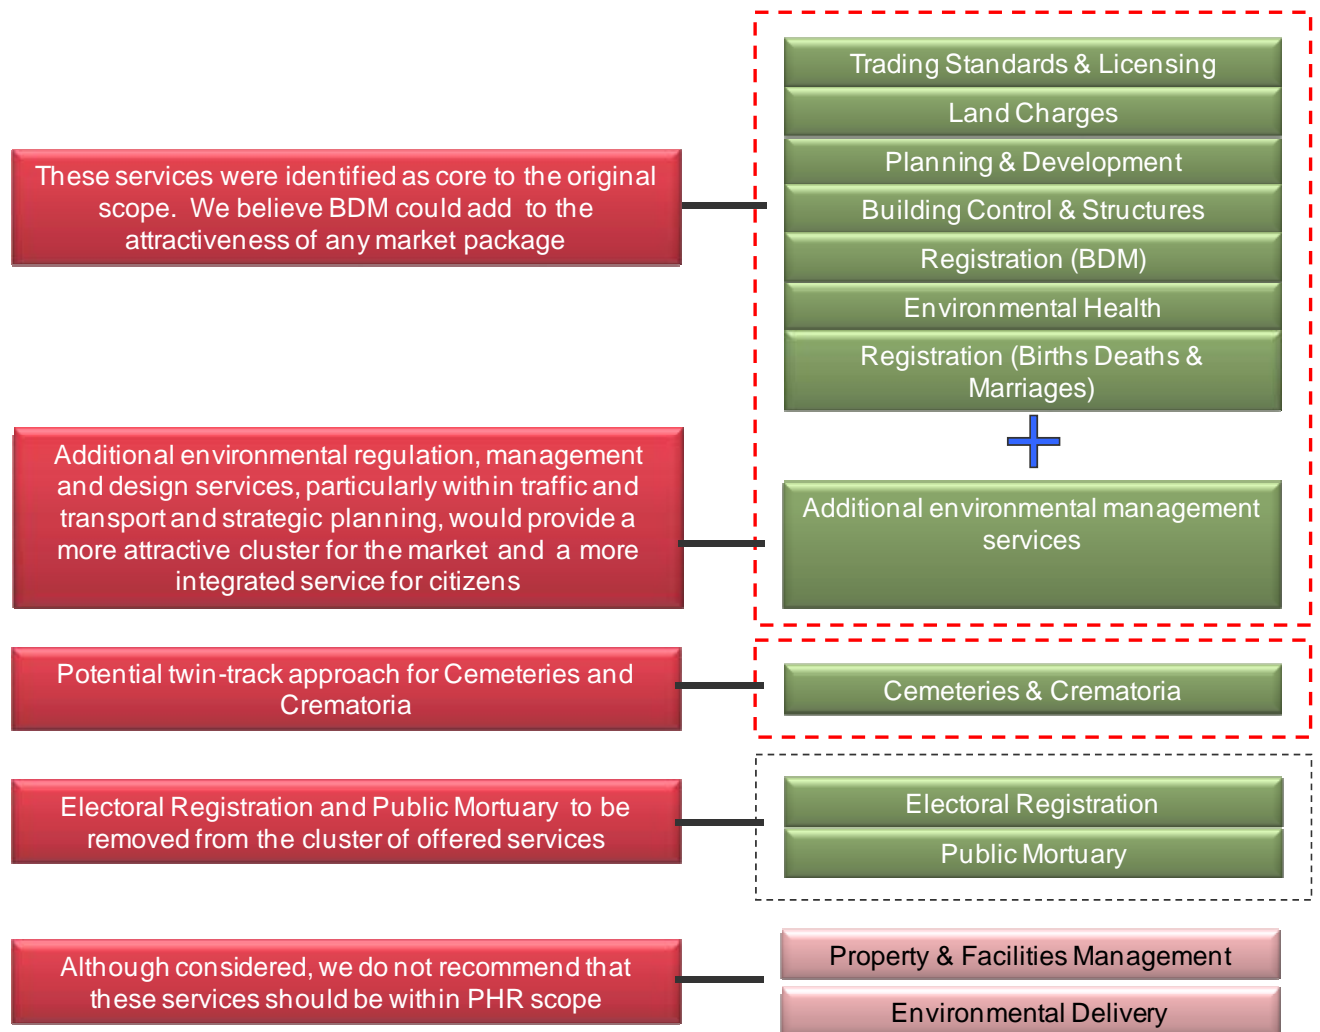 Trading Standards & Licensing
Land Charges
Planning & Development
Building Control & Structures
Registration (BDM)
Environmental Health
Registration (Births Deaths &
Marriages)
These services were identified as core to the original
scope. We believe BDM could add to the
attractiveness of any market package
Additional environmental regulation, management
and design services, particularly within traffic and
transport and strategic planning, would provide a
more attractive cluster for the market and a more
integrated service for citizens
Additional environmental management
services
Potential twin-track approach for Cemeteries and
Crematoria
Cemeteries & Crematoria
Electoral Registration and Public Mortuary to be
removed from the cluster of offered services
Electoral Registration
Public Mortuary
Although considered, we do not recommend that
these services should be within PHR scope
Property & Facilities Management
Environmental Delivery